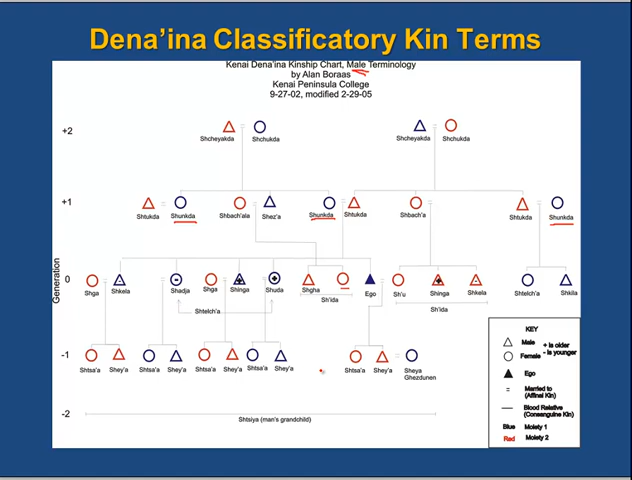 Dena'ina Classificatory Kin Terms
Kenai Dena'ina Kinship Chart, Male Terminology
by Alan Boraas
Kenai Peninsula College
9-27-02, modified 2-29-05
+2
Shcheyakda Shchukda Shcheyakda Shchukda
+1
Shtukda Shunkda Shbach'ala Shez'a Shunkda Shtukda Shbach'a Shtukda Shunkda
Generation
0
Shga Shkela Shadja Shga Shinga Shuda Shgha Ego Sh'u Shinga Shkela Shtelch'a Shkila
Sh'ida Sh'ida
Shtelch'a
-1
Shtsa'a Shey'a Shtsa'a Shey'a Shtsa'a Shey'a Shtsa'a Shey'a Shtsa'a Shey'a Sheya
Ghezdunen
-2
Shtsiya (man's grandchild)
KEY
Male + is older
Female - is younger
Ego
= Married to
(Affinal Kin)
Blood Relative
(Consanguine Kin)
Blue Moiety 1
Red Moiety 2